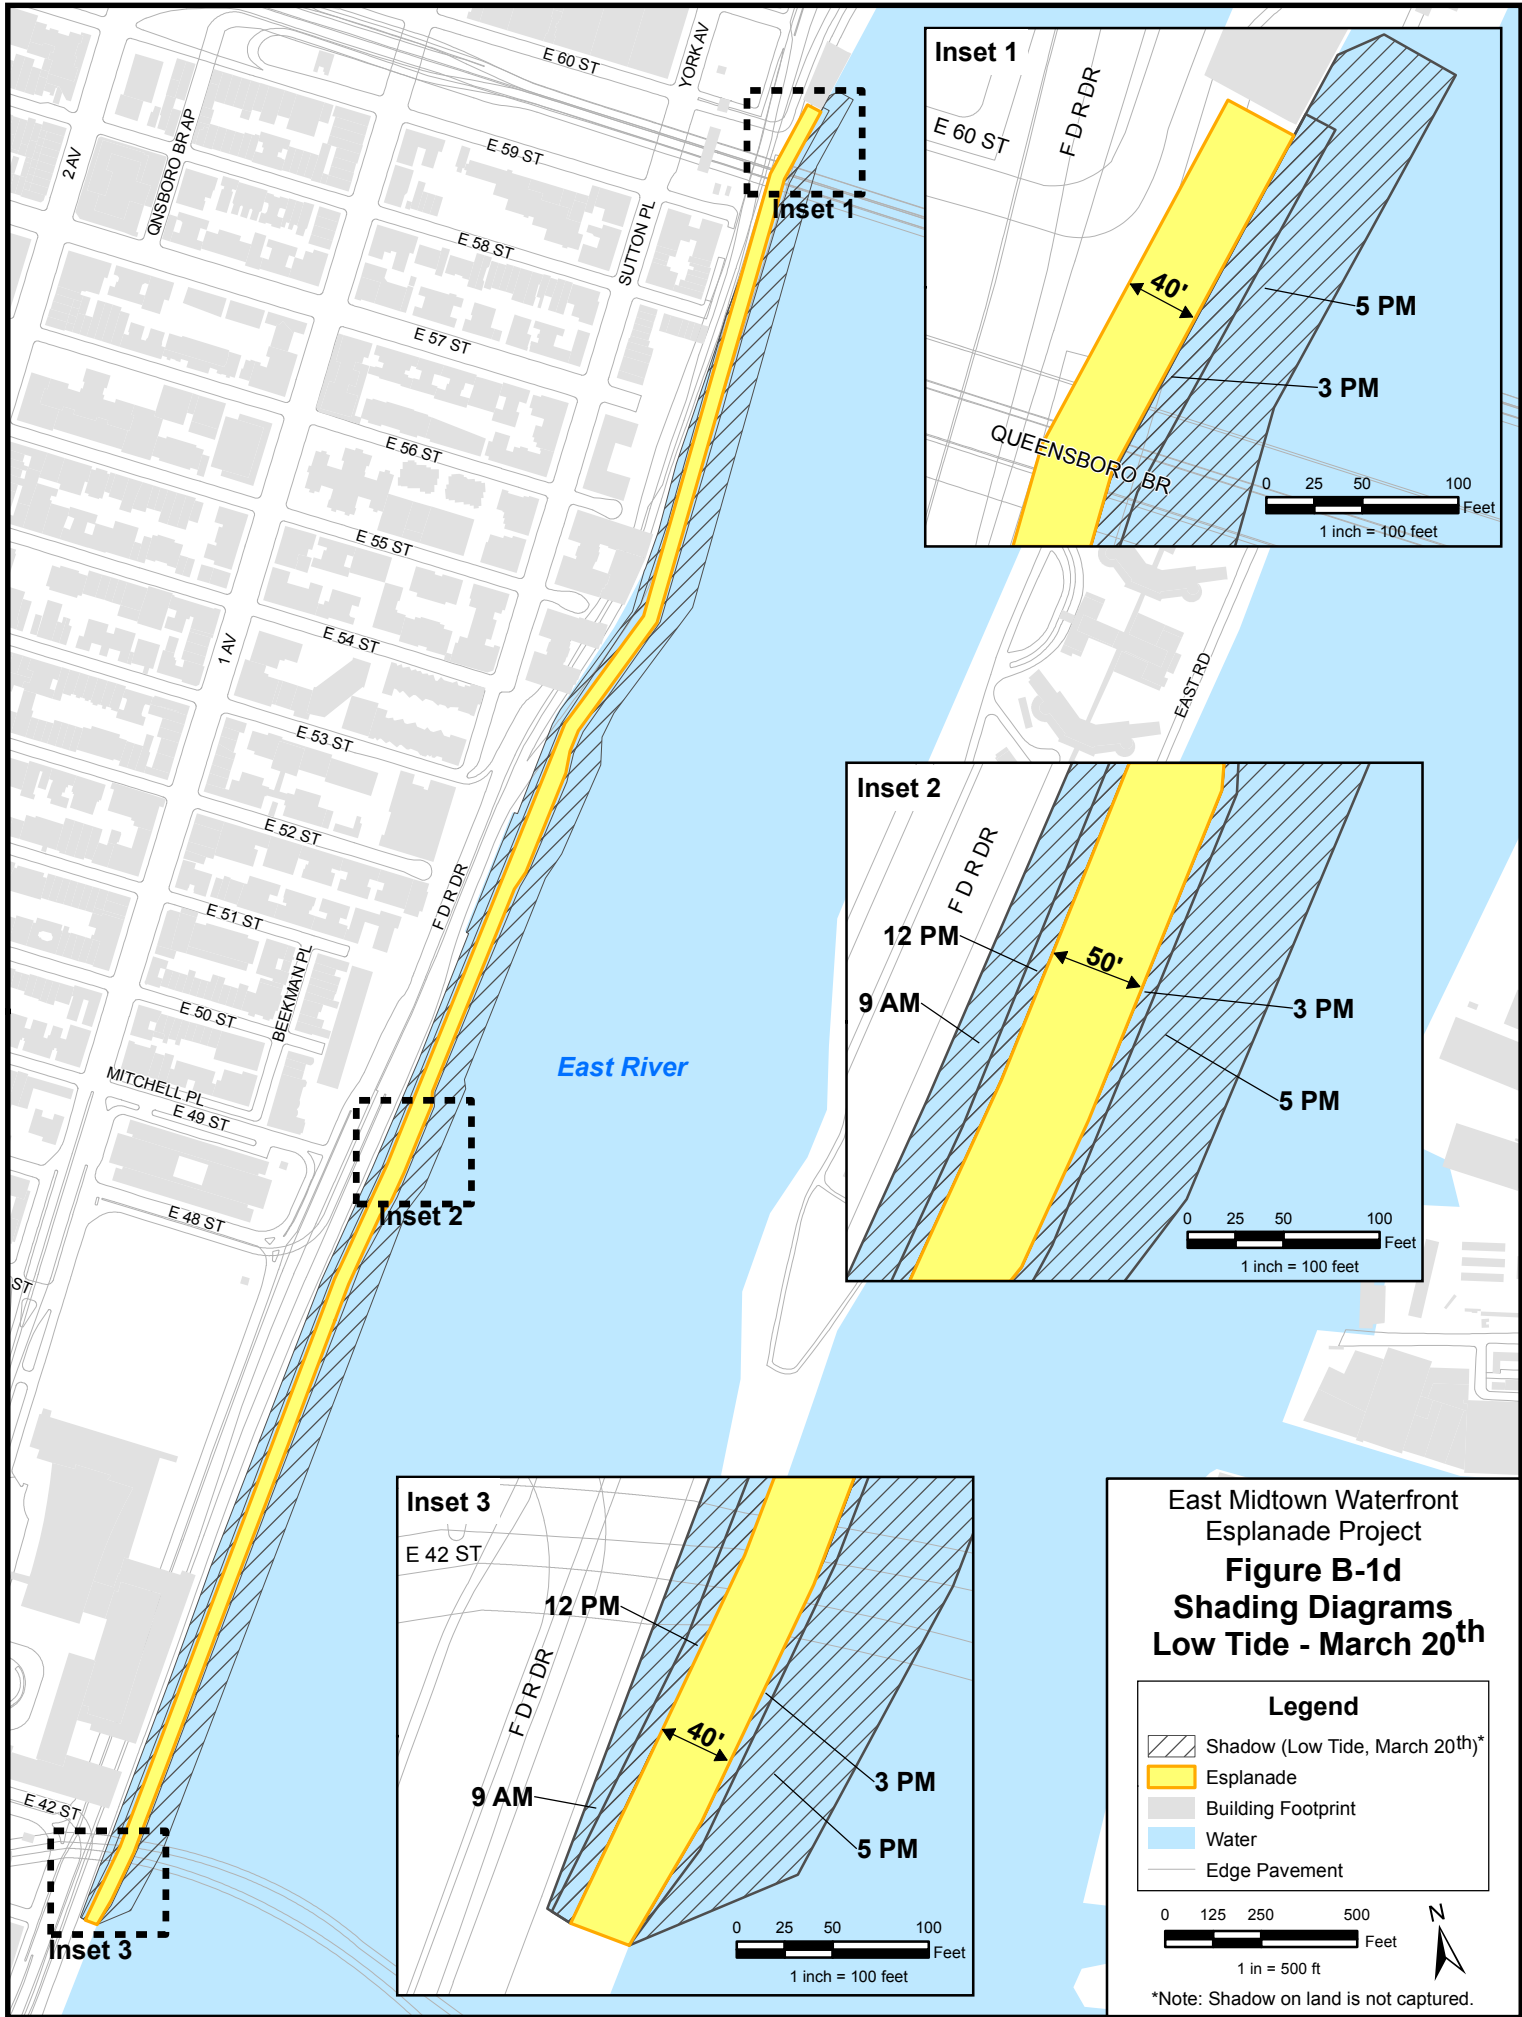 E 60 ST
YORK AV
2 AV
QNSBORO BR AP
E 59 ST
Inset 1
E 58 ST
SUTTON PL
E 57 ST
E 56 ST
E 55 ST
E 54 ST
1 AV
E 53 ST
E 52 ST
F D R DR
E 51 ST
BEEKMAN PL
E 50 ST
MITCHELL PL
E 49 ST
E 48 ST
Inset 2
ST
East River
EAST RD
E 42 ST
Inset 3
Inset 1
F D R DR
E 60 ST
40'
5 PM
3 PM
QUEENSBORO BR
0 25 50 100
Feet
1 inch = 100 feet
Inset 2
F D R DR
12 PM
50'
9 AM
3 PM
5 PM
0 25 50 100
Feet
1 inch = 100 feet
Inset 3
E 42 ST
12 PM
F D R DR
40'
9 AM
3 PM
5 PM
0 25 50 100
Feet
1 inch = 100 feet
East Midtown Waterfront
Esplanade Project
Figure B-1d
Shading Diagrams
Low Tide - March 20th
Legend
Shadow (Low Tide, March 20th)*
Esplanade
Building Footprint
Water
Edge Pavement
0 125 250 500
Feet
1 in = 500 ft
N
*Note: Shadow on land is not captured.